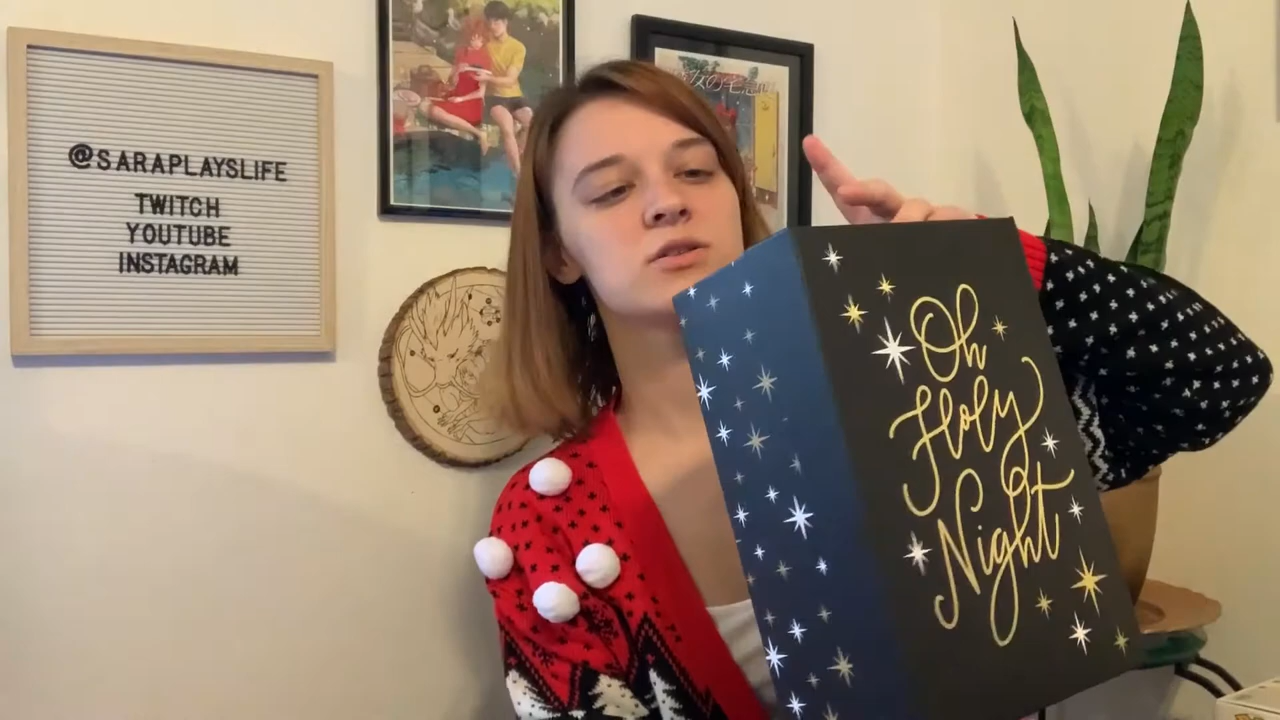 @SARAPLAYSLIFE
TWITCH
YOUTUBE
INSTAGRAM
Oh
Holy
Night